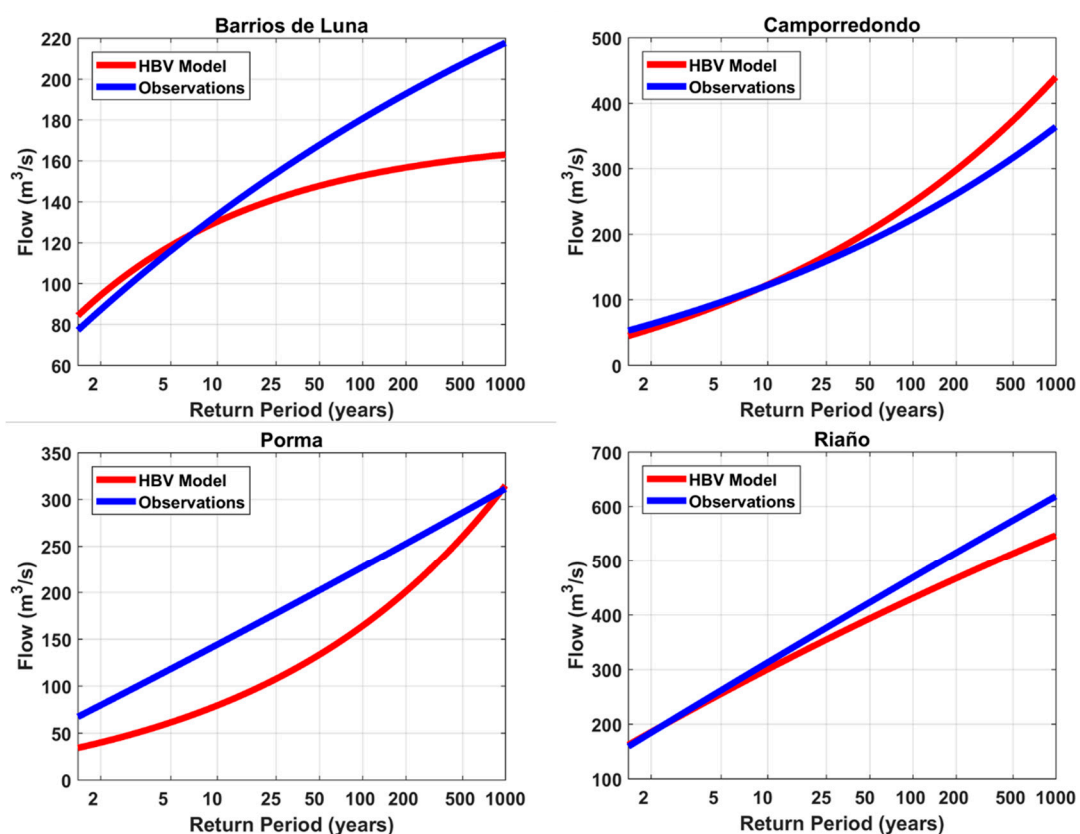 Barrios de Luna
220
200
180
160
140
120
100
80
60
Flow (m³/s)
HBV Model
Observations
2 5 10 25 50 100 200 500 1000
Return Period (years)
Camporredondo
500
400
300
200
100
0
Flow (m³/s)
HBV Model
Observations
2 5 10 25 50 100 200 500 1000
Return Period (years)
Porma
350
300
250
200
150
100
50
0
Flow (m³/s)
HBV Model
Observations
2 5 10 25 50 100 200 500 1000
Return Period (years)
Riaño
700
600
500
400
300
200
100
Flow (m³/s)
HBV Model
Observations
2 5 10 25 50 100 200 500 1000
Return Period (years)